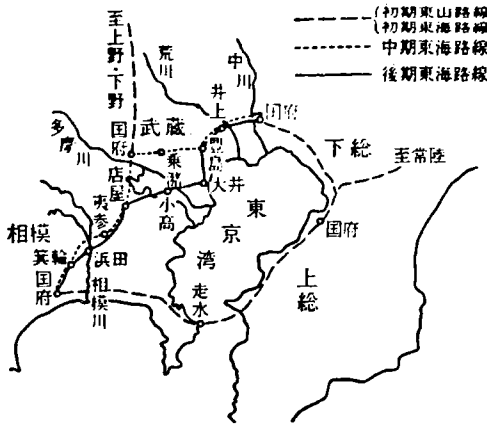 初期東山路線
初期東海路線
中期東海路線
後期東海路線
至上野・下野
荒川
中川
井上
国府
武蔵
多摩川
国府
乗潴
豊島
下総
至常陸
店屋
小高
大井
東京湾
夷参
国府
相模
箕輪
浜田
上総
国府
相模川
走水